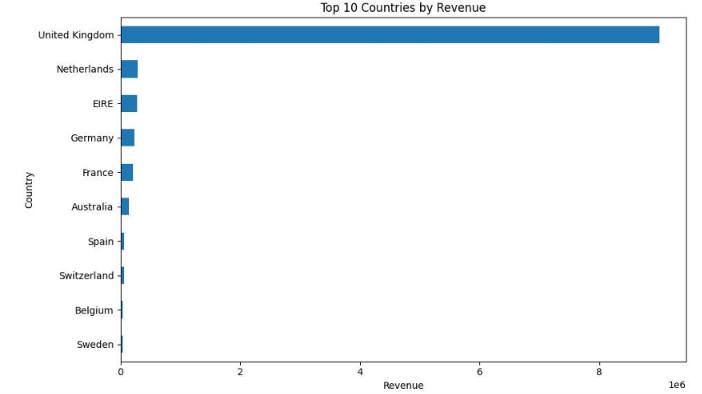 Top 10 Countries by Revenue
United Kingdom
Netherlands
EIRE
Germany
France
Australia
Spain
Switzerland
Belgium
Sweden
Country
0 2 4 6 8
1e6
Revenue